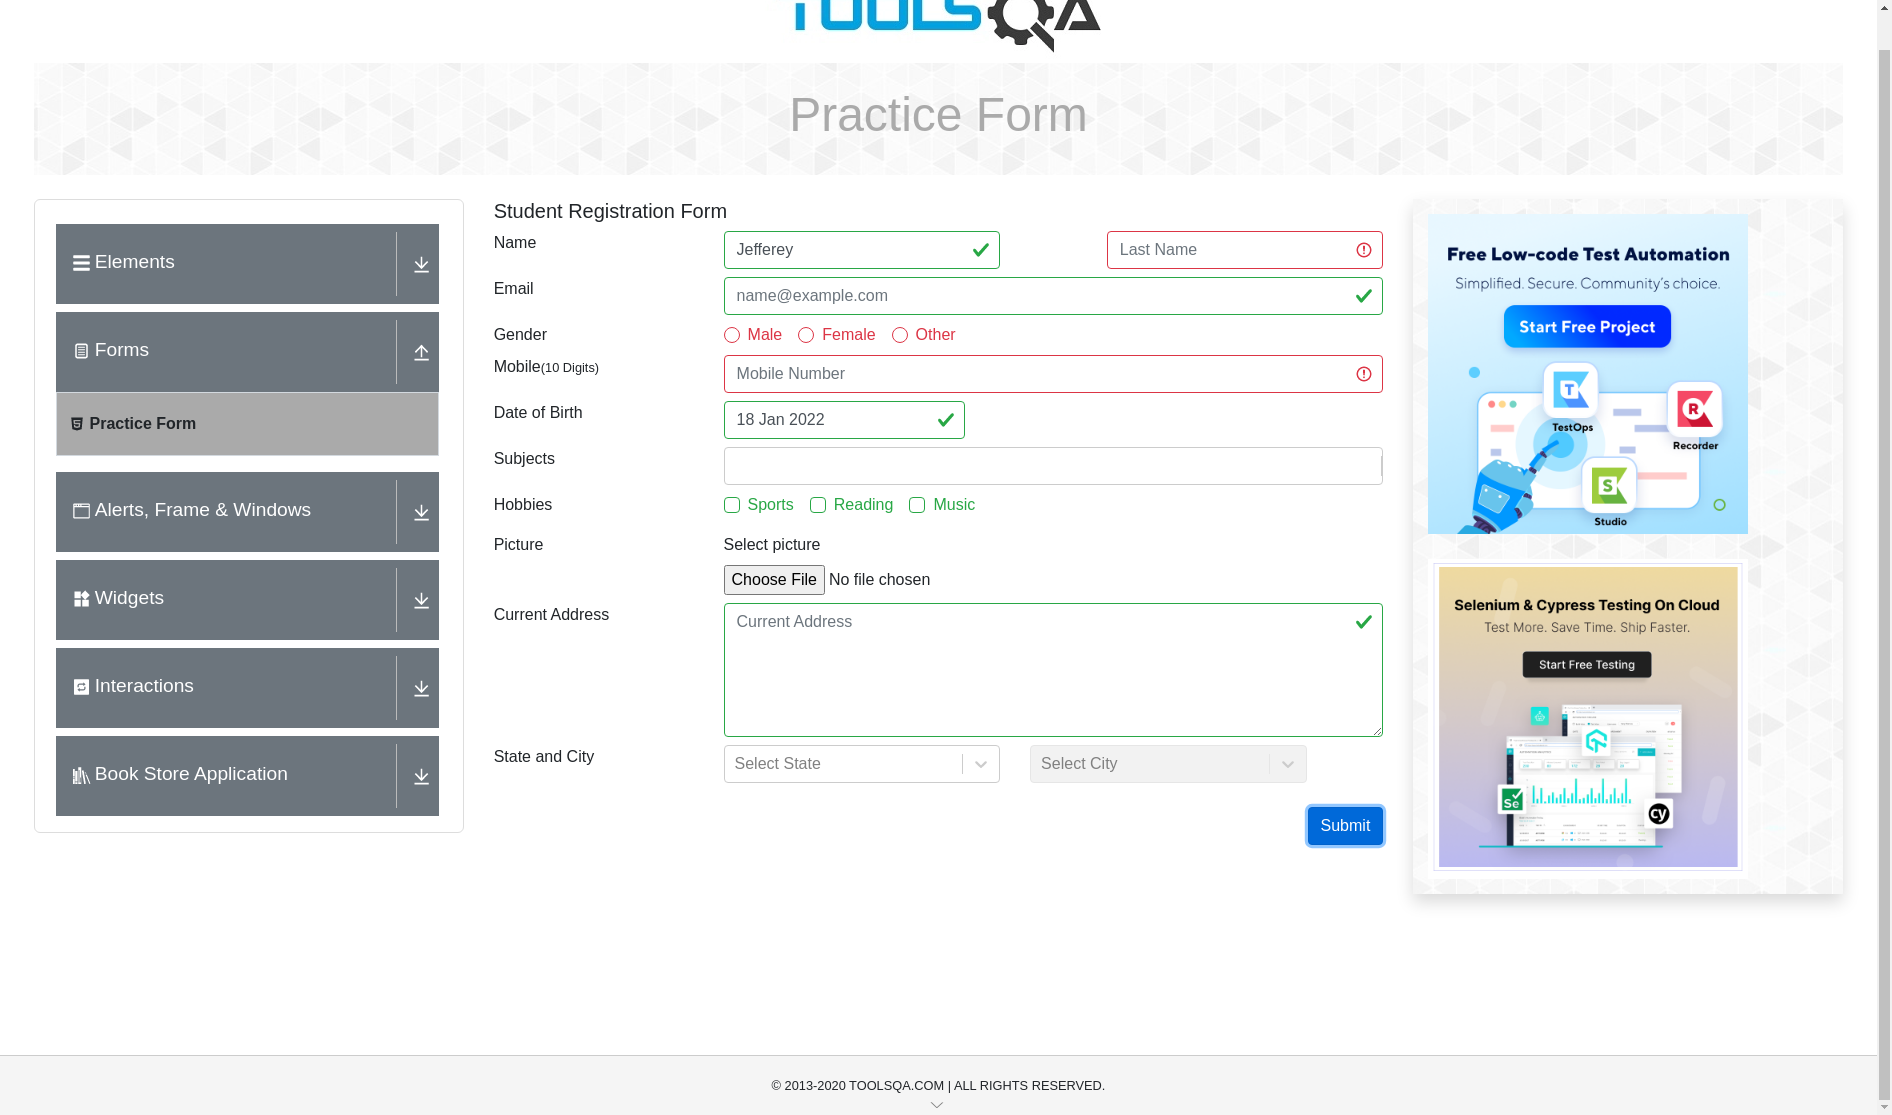 TOOLSQA
Practice Form
Elements
Forms
Practice Form
Alerts, Frame & Windows
Widgets
Interactions
Book Store Application
Student Registration Form
Name
Jefferey
Last Name
Email
name@example.com
Gender
Male Female Other
Mobile(10 Digits)
Mobile Number
Date of Birth
18 Jan 2022
Subjects
Hobbies
Sports Reading Music
Picture
Select picture
Choose File No file chosen
Current Address
Current Address
State and City
Select State
Select City
Submit
Free Low-code Test Automation
Simplified. Secure. Community's choice.
Start Free Project
T
TestOps
R
Recorder
S
Studio
Selenium & Cypress Testing On Cloud
Test More. Save Time. Ship Faster.
Start Free Testing
Se
cy
© 2013-2020 TOOLSQA.COM | ALL RIGHTS RESERVED.